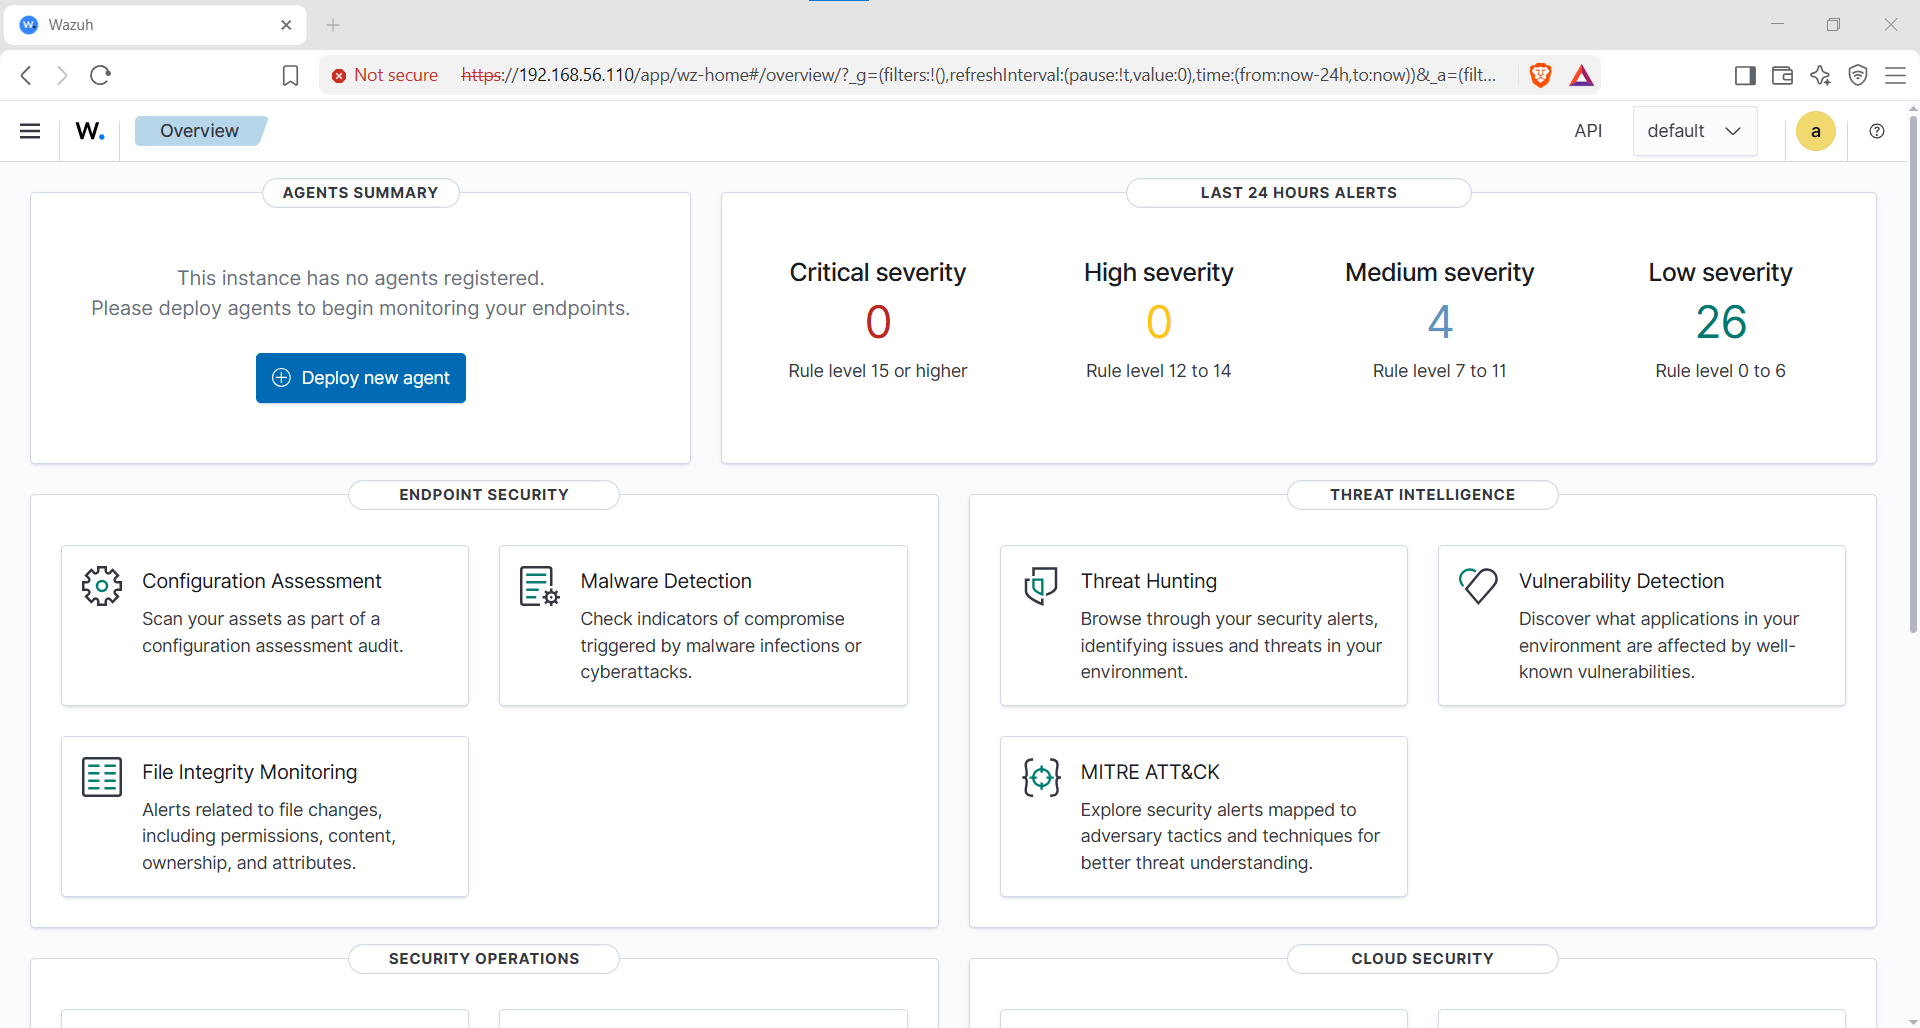 Wazuh
Not secure https://192.168.56.110/app/wz-home#/overview/?_g=(filters:!(),refreshInterval:(pause:!t,value:0),time:(from:now-24h,to:now))&_a=(filt...
W. Overview API default a
AGENTS SUMMARY
This instance has no agents registered.
Please deploy agents to begin monitoring your endpoints.
Deploy new agent
LAST 24 HOURS ALERTS
Critical severity
0
Rule level 15 or higher
High severity
0
Rule level 12 to 14
Medium severity
4
Rule level 7 to 11
Low severity
26
Rule level 0 to 6
ENDPOINT SECURITY
Configuration Assessment
Scan your assets as part of a
configuration assessment audit.
Malware Detection
Check indicators of compromise
triggered by malware infections or
cyberattacks.
File Integrity Monitoring
Alerts related to file changes,
including permissions, content,
ownership, and attributes.
THREAT INTELLIGENCE
Threat Hunting
Browse through your security alerts,
identifying issues and threats in your
environment.
Vulnerability Detection
Discover what applications in your
environment are affected by well-
known vulnerabilities.
MITRE ATT&CK
Explore security alerts mapped to
adversary tactics and techniques for
better threat understanding.
SECURITY OPERATIONS
CLOUD SECURITY